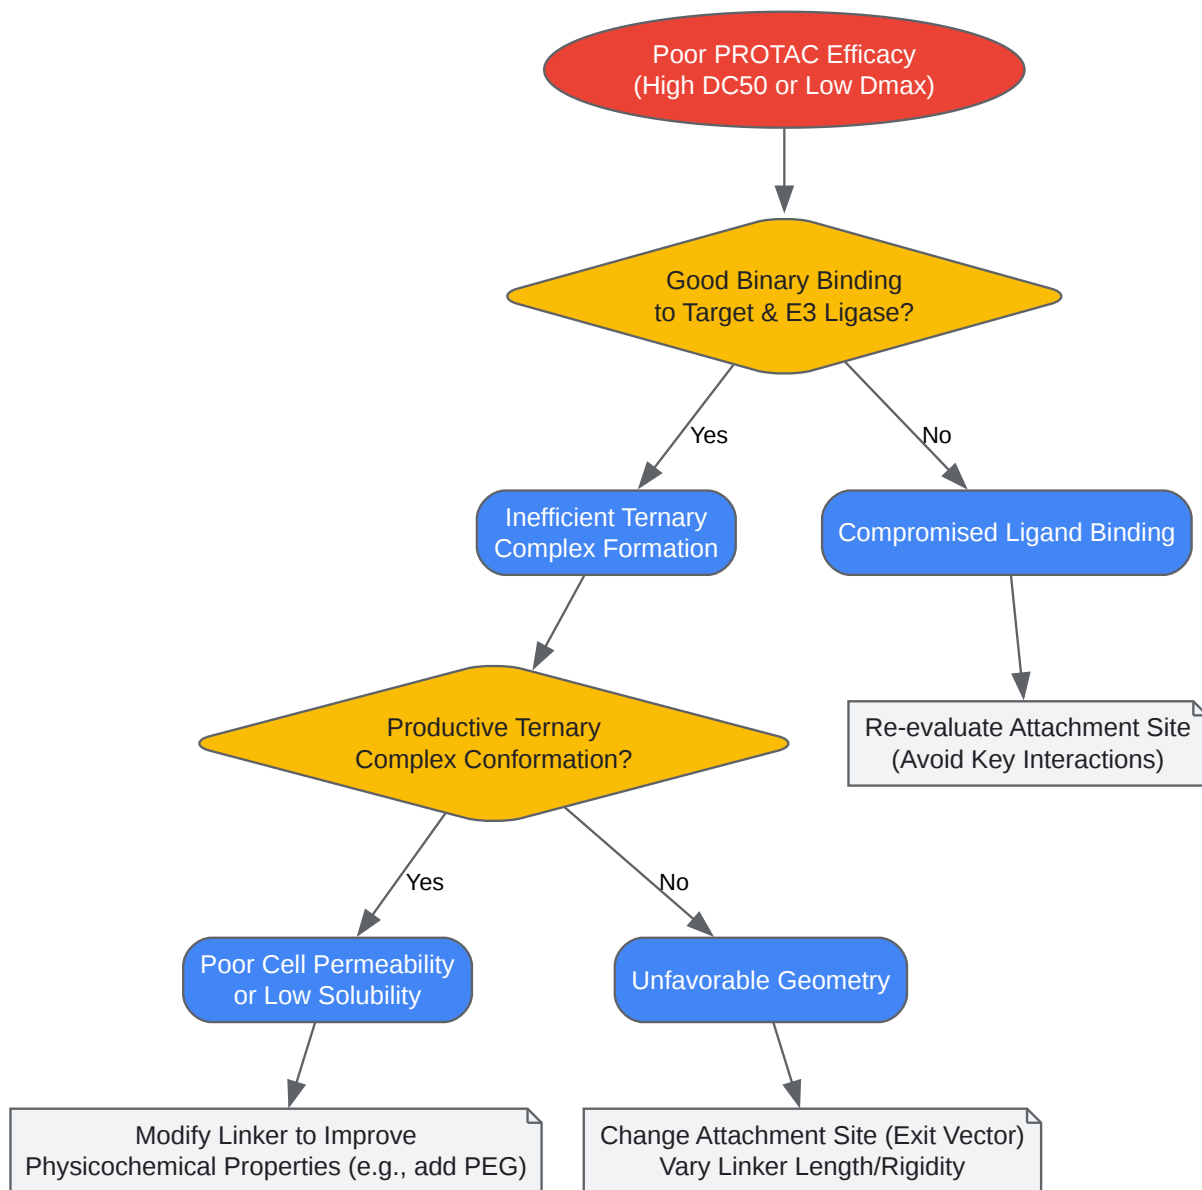 Poor PROTAC Efficacy
(High DC50 or Low Dmax)
Good Binary Binding
to Target & E3 Ligase?
Yes
No
Inefficient Ternary
Complex Formation
Compromised Ligand Binding
Productive Ternary
Complex Conformation?
Re-evaluate Attachment Site
(Avoid Key Interactions)
Yes
No
Poor Cell Permeability
or Low Solubility
Unfavorable Geometry
Modify Linker to Improve
Physicochemical Properties (e.g., add PEG)
Change Attachment Site (Exit Vector)
Vary Linker Length/Rigidity